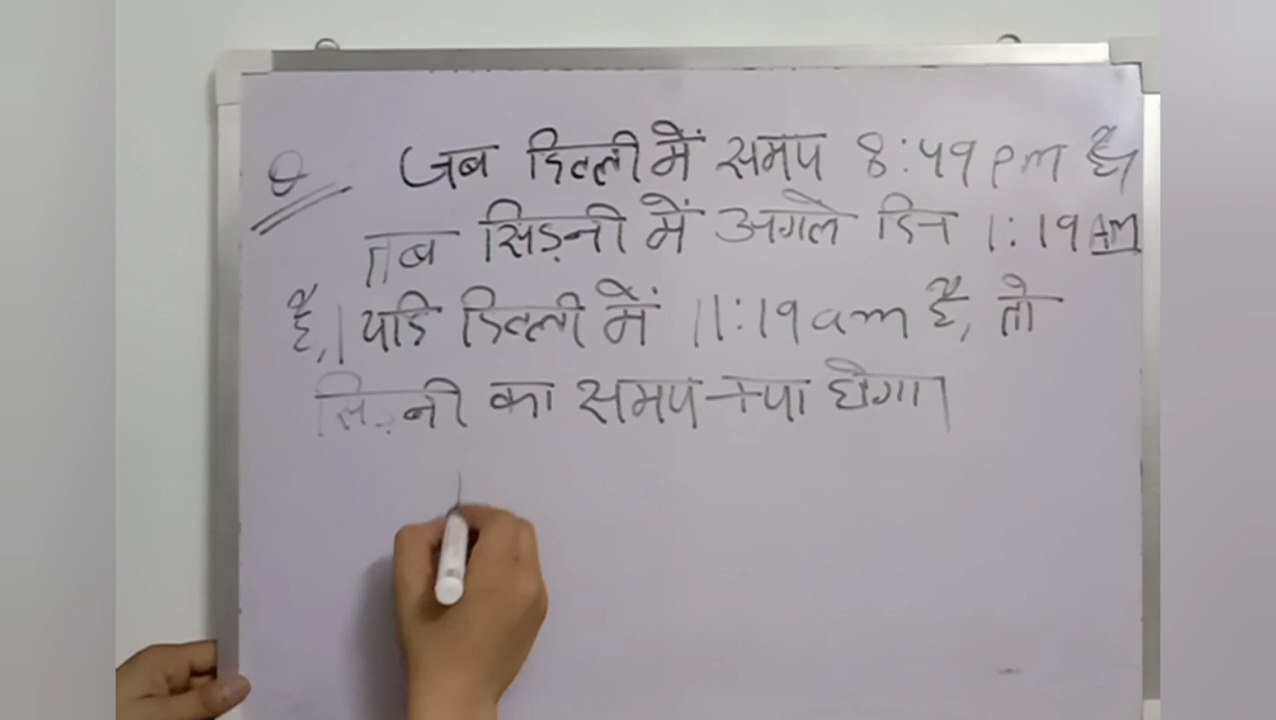 Q जब दिल्ली में समय 8:49 pm है,
तब सिड़नी में अगले दिन 1:19 AM
है,। यदि दिल्ली में 11:19 am है, तो
सिड़नी का समय क्या होगा।